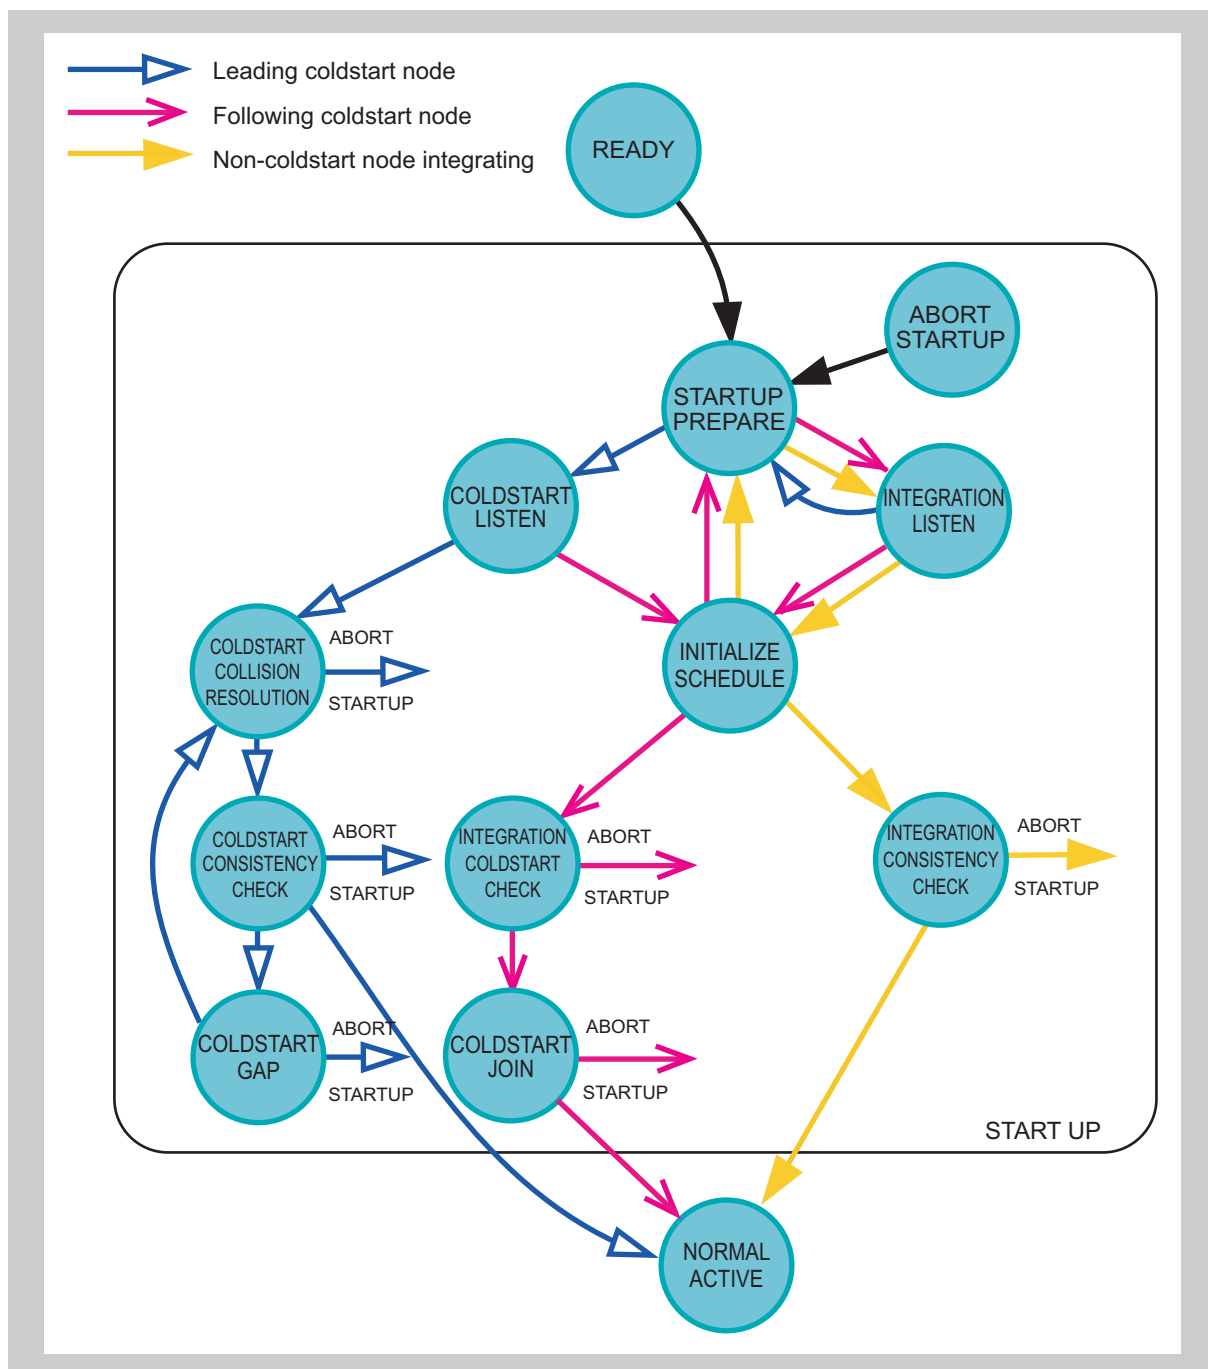 Leading coldstart node
Following coldstart node
Non-coldstart node integrating
READY
ABORT
STARTUP
STARTUP
PREPARE
COLDSTART
LISTEN
INTEGRATION
LISTEN
COLDSTART
COLLISION
RESOLUTION
ABORT
STARTUP
INITIALIZE
SCHEDULE
COLDSTART
CONSISTENCY
CHECK
ABORT
STARTUP
INTEGRATION
COLDSTART
CHECK
ABORT
STARTUP
INTEGRATION
CONSISTENCY
CHECK
ABORT
STARTUP
COLDSTART
GAP
ABORT
STARTUP
COLDSTART
JOIN
ABORT
STARTUP
START UP
NORMAL
ACTIVE